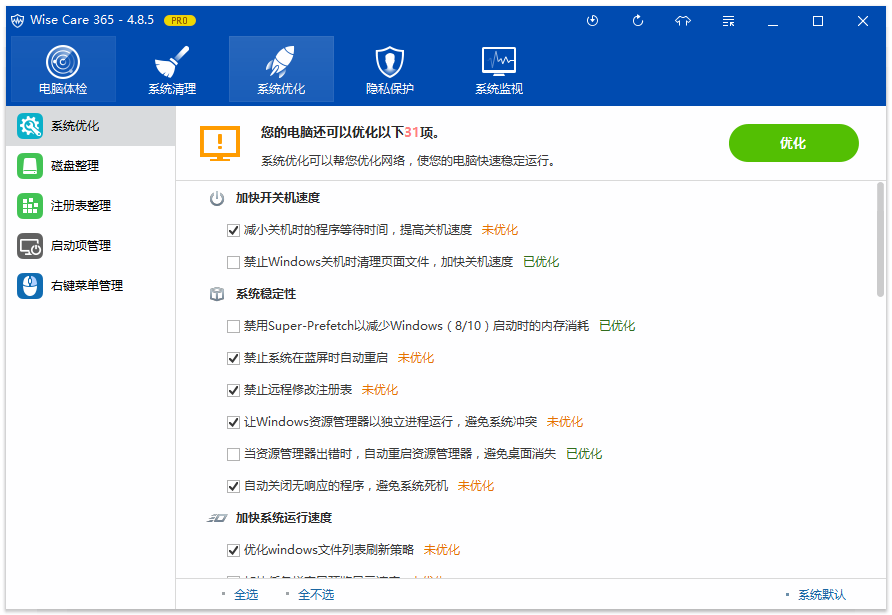 Wise Care 365 - 4.8.5 PRO
电脑体检 系统清理 系统优化 隐私保护 系统监视
系统优化
磁盘整理
注册表整理
启动项管理
右键菜单管理
您的电脑还可以优化以下31项。
系统优化可以帮您优化网络，使您的电脑快速稳定运行。
优化
加快开关机速度
减小关机时的程序等待时间，提高关机速度 未优化
禁止Windows关机时清理页面文件，加快关机速度 已优化
系统稳定性
禁用Super-Prefetch以减少Windows（8/10）启动时的内存消耗 已优化
禁止系统在蓝屏时自动重启 未优化
禁止远程修改注册表 未优化
让Windows资源管理器以独立进程运行，避免系统冲突 未优化
当资源管理器出错时，自动重启资源管理器，避免桌面消失 已优化
自动关闭无响应的程序，避免系统死机 未优化
加快系统运行速度
优化windows文件列表刷新策略 未优化
全选 全不选 系统默认